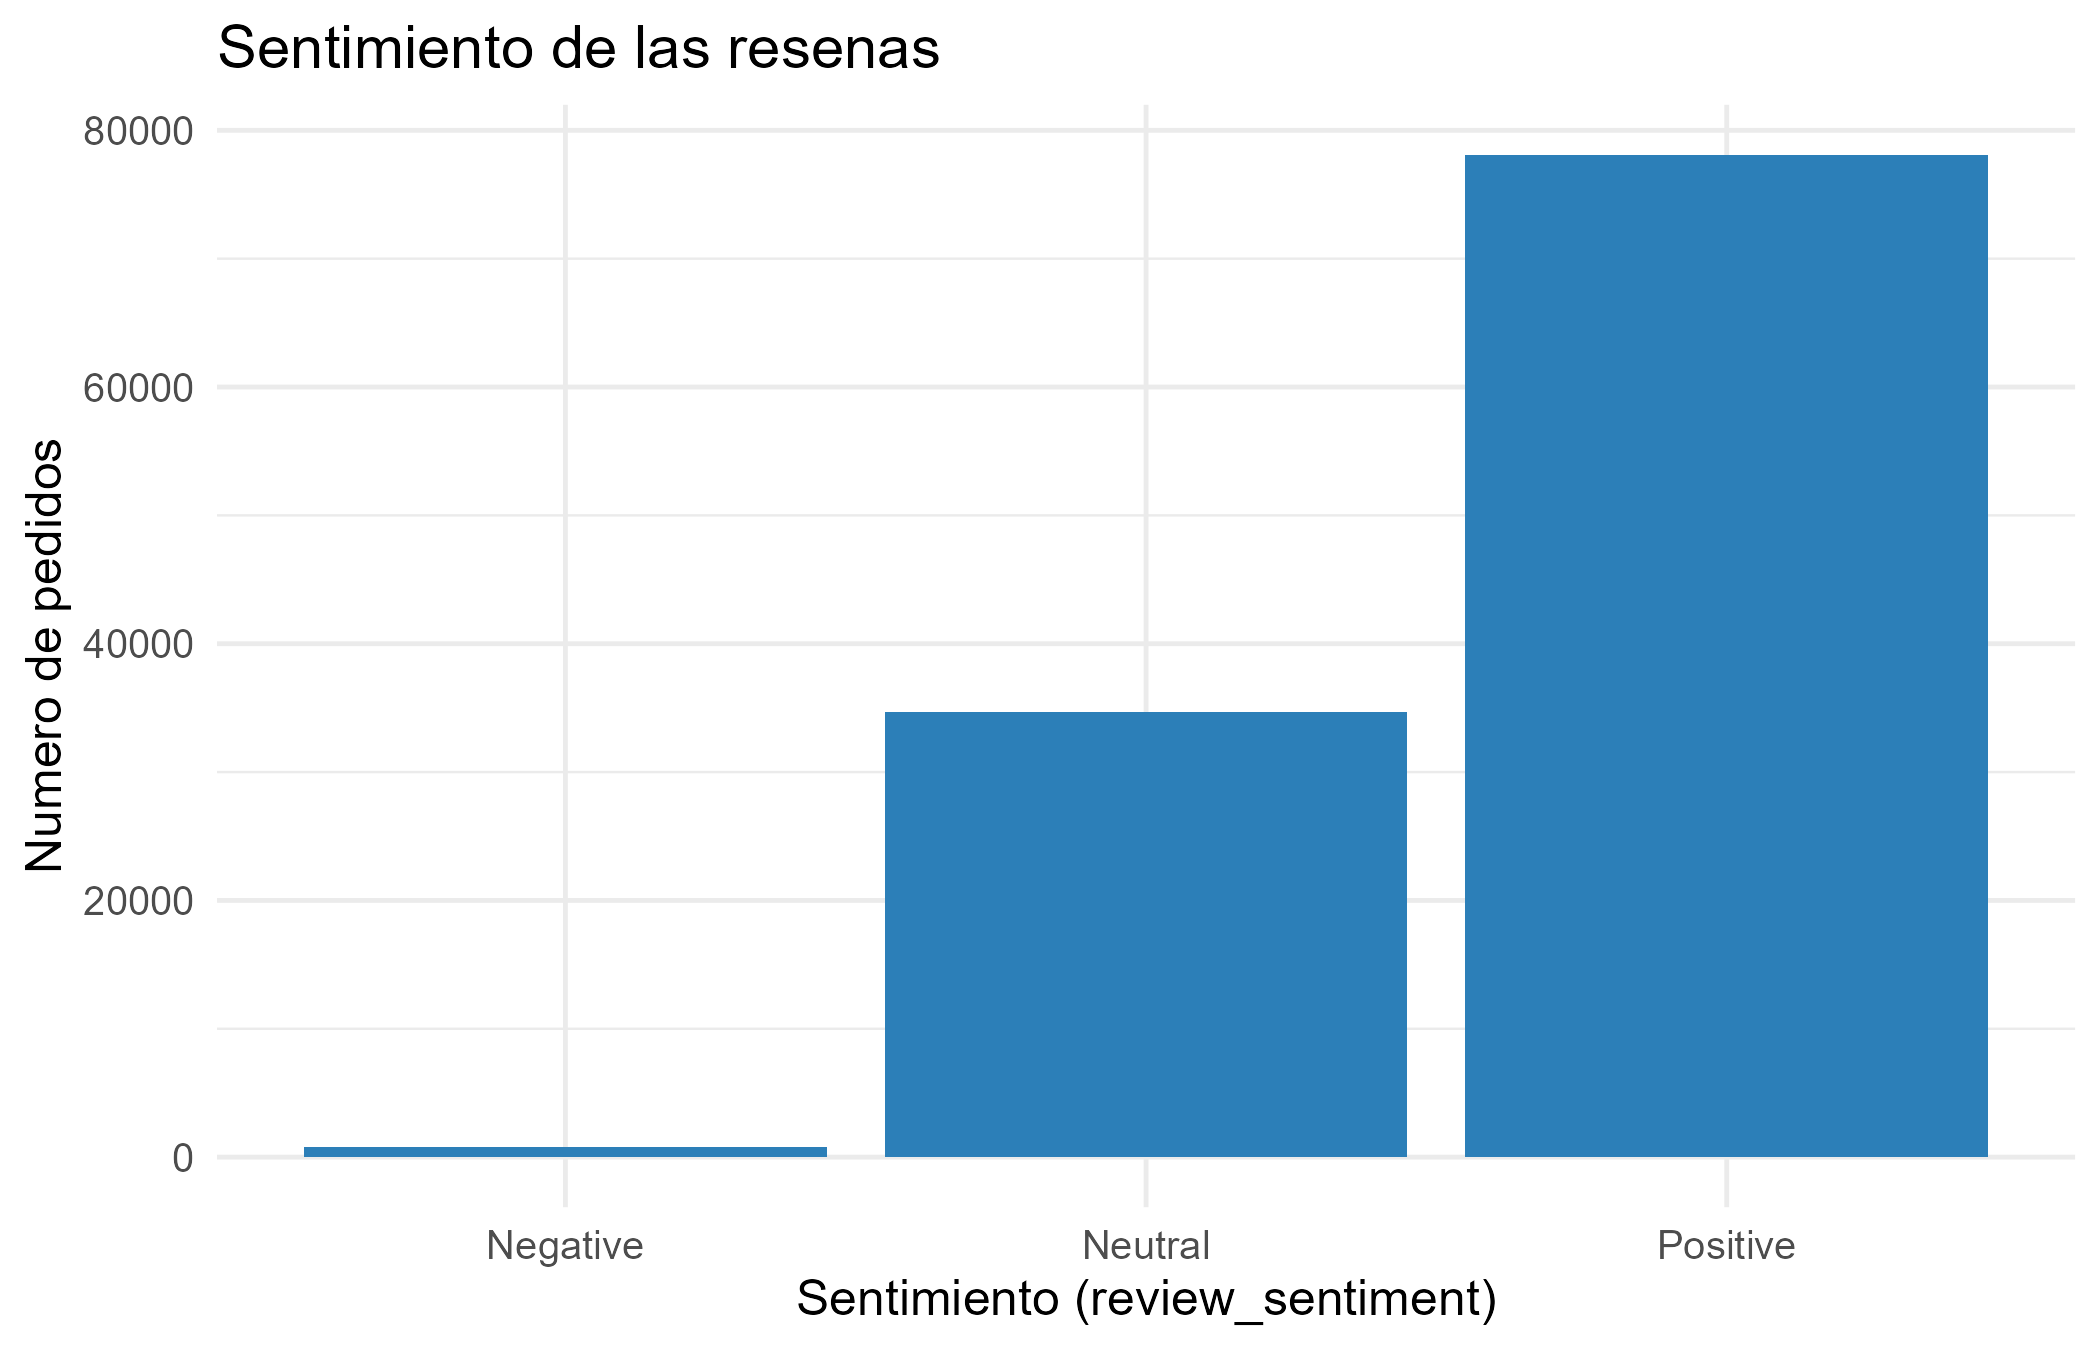 Sentimiento de las resenas
80000
60000
40000
20000
0
Numero de pedidos
Negative
Neutral
Positive
Sentimiento (review_sentiment)